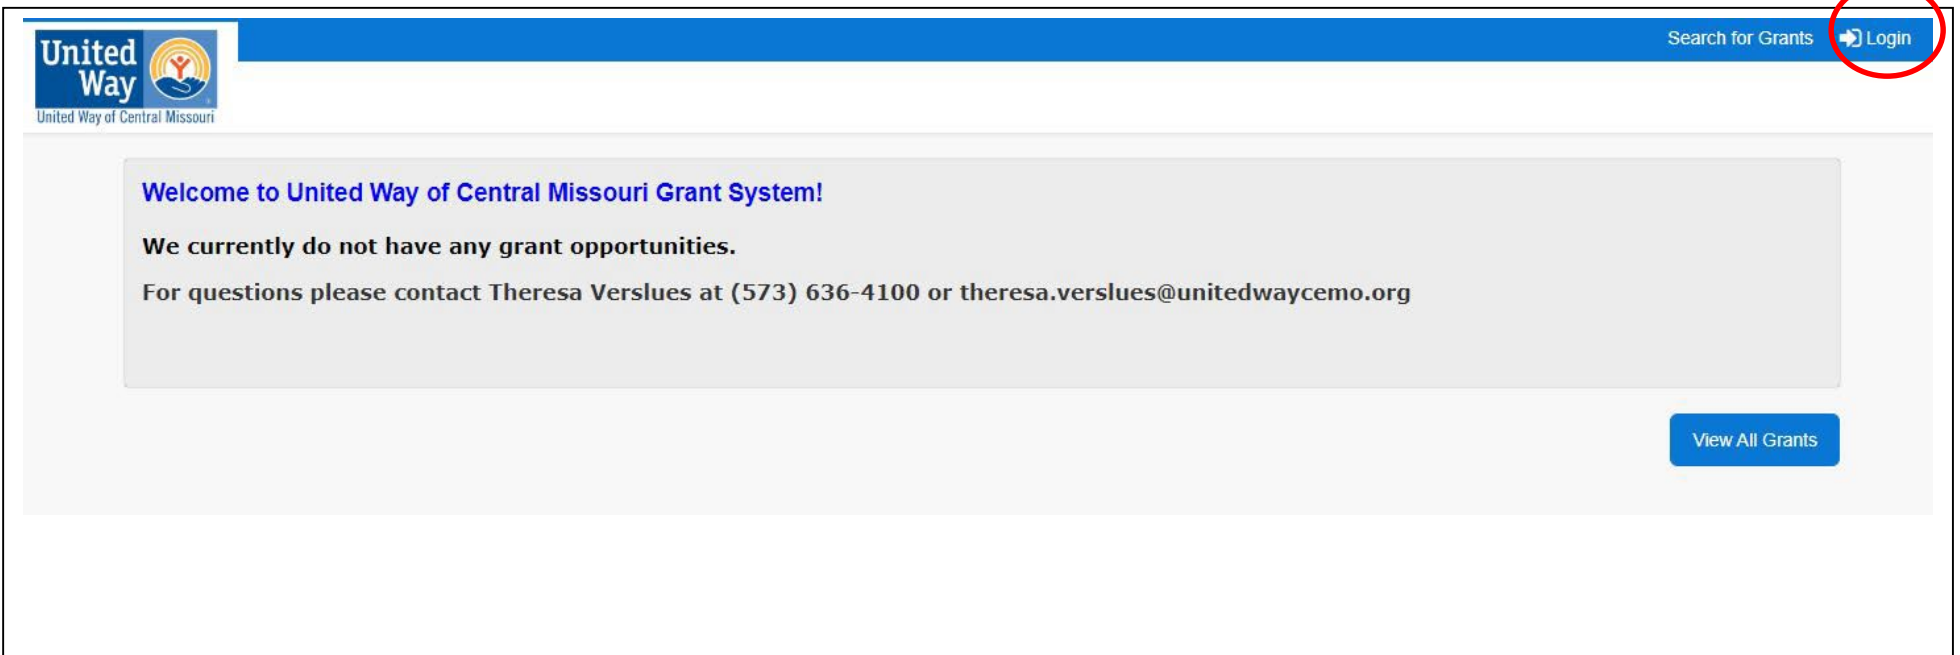 United
Way
United Way of Central Missouri
Search for Grants
Login
Welcome to United Way of Central Missouri Grant System!
We currently do not have any grant opportunities.
For questions please contact Theresa Verslues at (573) 636-4100 or theresa.verslues@unitedwaycemo.org
View All Grants